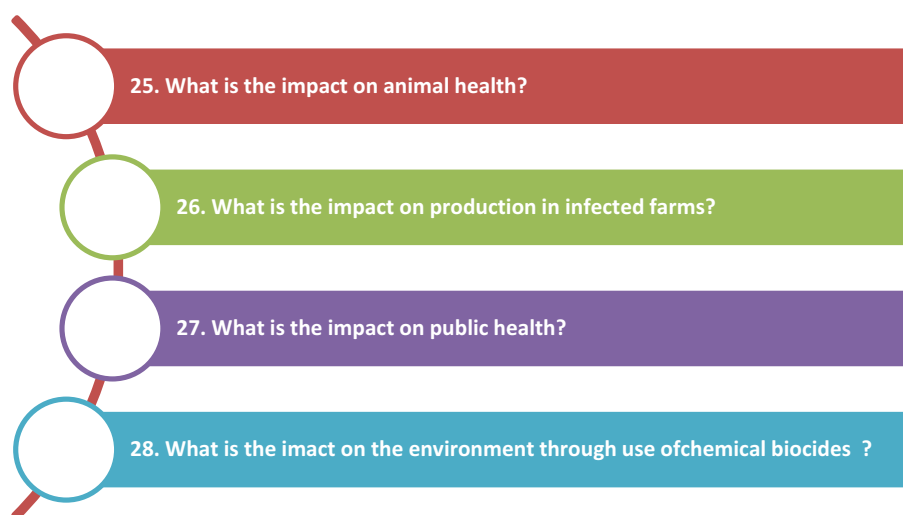 25. What is the impact on animal health?
26. What is the impact on production in infected farms?
27. What is the impact on public health?
28. What is the imact on the environment through use ofchemical biocides  ?